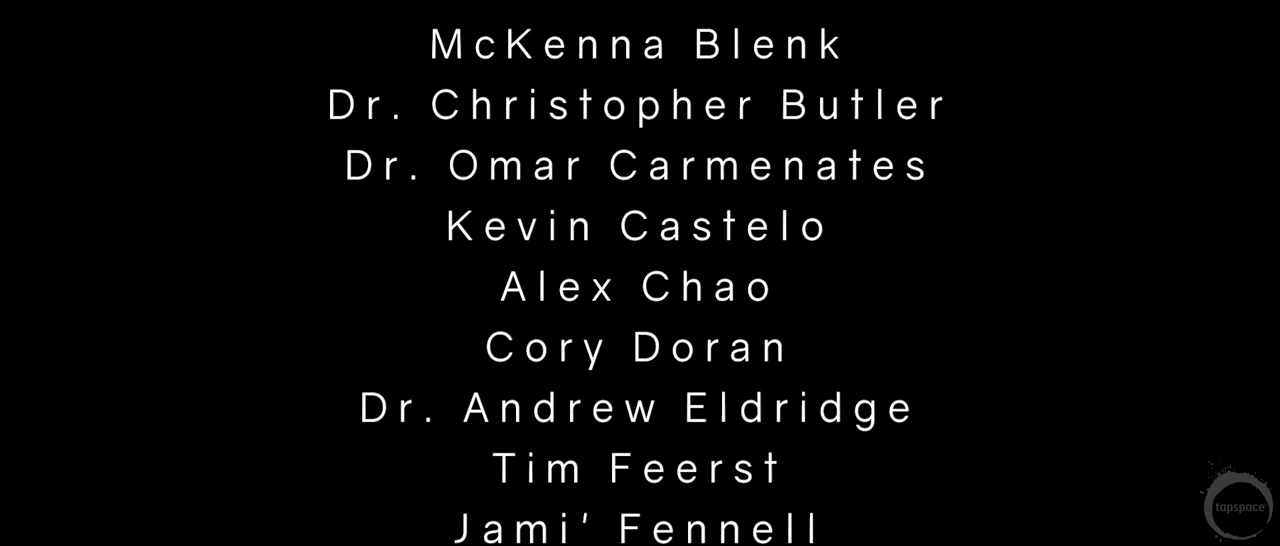 McKenna Blenk
Dr. Christopher Butler
Dr. Omar Carmenates
Kevin Castelo
Alex Chao
Cory Doran
Dr. Andrew Eldridge
Tim Feerst
Jami' Fennell
tapspace